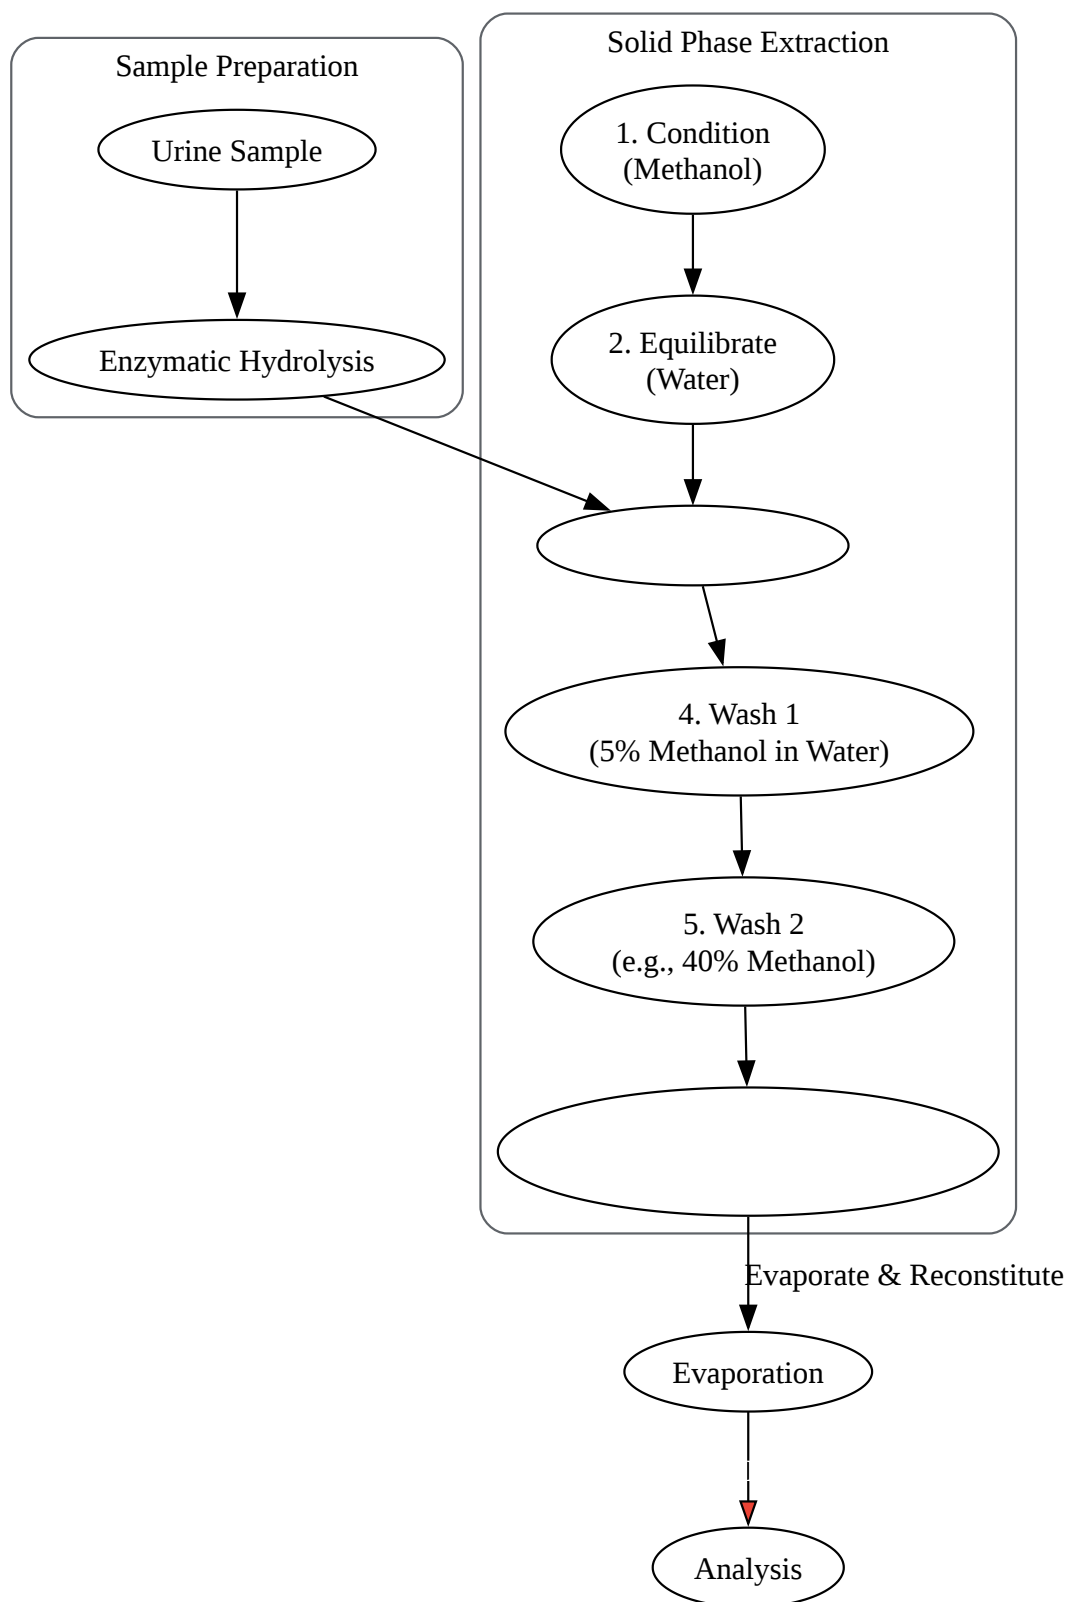 Sample Preparation
Urine Sample
Enzymatic Hydrolysis
Solid Phase Extraction
1. Condition
(Methanol)
2. Equilibrate
(Water)
4. Wash 1
(5% Methanol in Water)
5. Wash 2
(e.g., 40% Methanol)
Evaporate & Reconstitute
Evaporation
Analysis